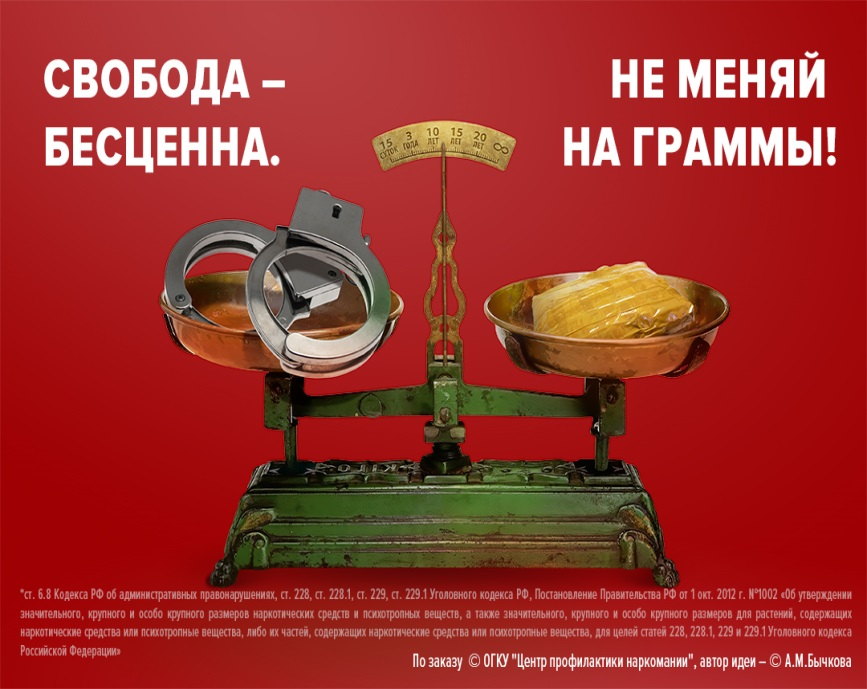 СВОБОДА –
БЕСЦЕННА.
НЕ МЕНЯЙ
НА ГРАММЫ!
15 СУТОК 3 ГОДА 10 ЛЕТ 15 ЛЕТ 20 ЛЕТ ∞
*ст. 6.8 Кодекса РФ об административных правонарушениях, ст. 228, ст. 228.1, ст. 229, ст. 229.1 Уголовного кодекса РФ, Постановление Правительства РФ от 1 окт. 2012 г. №1002 «Об утверждении
значительного, крупного и особо крупного размеров наркотических средств и психотропных веществ, а также значительного, крупного и особо крупного размеров для растений, содержащих
наркотические средства или психотропные вещества, либо их частей, содержащих наркотические средства или психотропные вещества, для целей статей 228, 228.1, 229 и 229.1 Уголовного кодекса
Российской Федерации»
По заказу © ОГКУ "Центр профилактики наркомании", автор идеи – © А.М.Бычкова